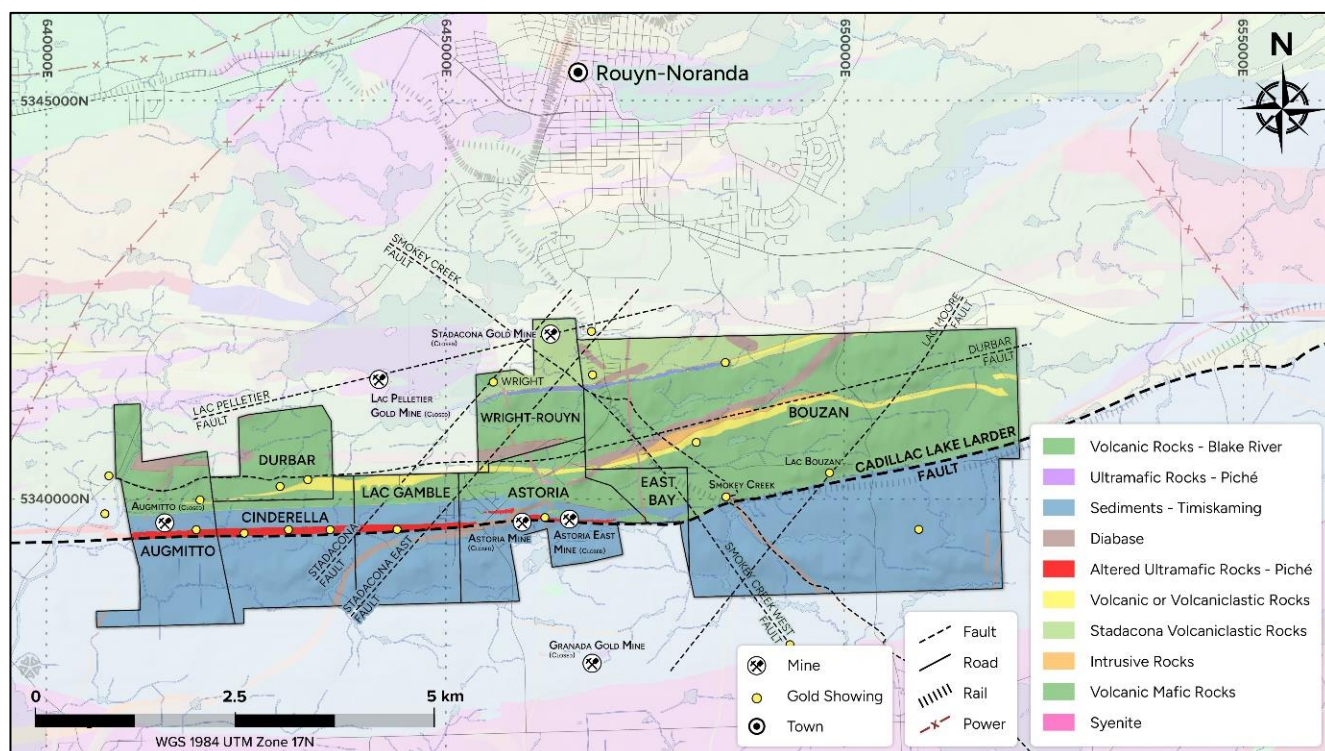 640000E
645000E
650000E
655000E
N
Rouyn-Noranda
5345000N
SMOKEY CREEK
FAULT
LAC MOORE
FAULT
STADACONA GOLD MINE
(CLOSED)
DURBAR
FAULT
WRIGHT
LAC PELLETIER
GOLD MINE (CLOSED)
LAC PELLETIER
FAULT
WRIGHT-ROUYN
BOUZAN
CADILLAC LAKE LARDER
FAULT
DURBAR
LAC BOUZAN
5340000N
LAC GAMBLE
ASTORIA
EAST
BAY
SMOKEY CREEK
AUGMITTO (CLOSED)
CINDERELLA
AUGMITTO
ASTORIA MINE
(CLOSED)
ASTORIA EAST
MINE (CLOSED)
STADACONA
FAULT
STADACONA EAST
FAULT
SMOKEY CREEK WEST
FAULT
GRANADA GOLD MINE
(CLOSED)
0
2.5
5 km
WGS 1984 UTM Zone 17N
Mine
Gold Showing
Town
Fault
Road
Rail
Power
Volcanic Rocks - Blake River
Ultramafic Rocks - Piché
Sediments - Timiskaming
Diabase
Altered Ultramafic Rocks - Piché
Volcanic or Volcaniclastic Rocks
Stadacona Volcaniclastic Rocks
Intrusive Rocks
Volcanic Mafic Rocks
Syenite